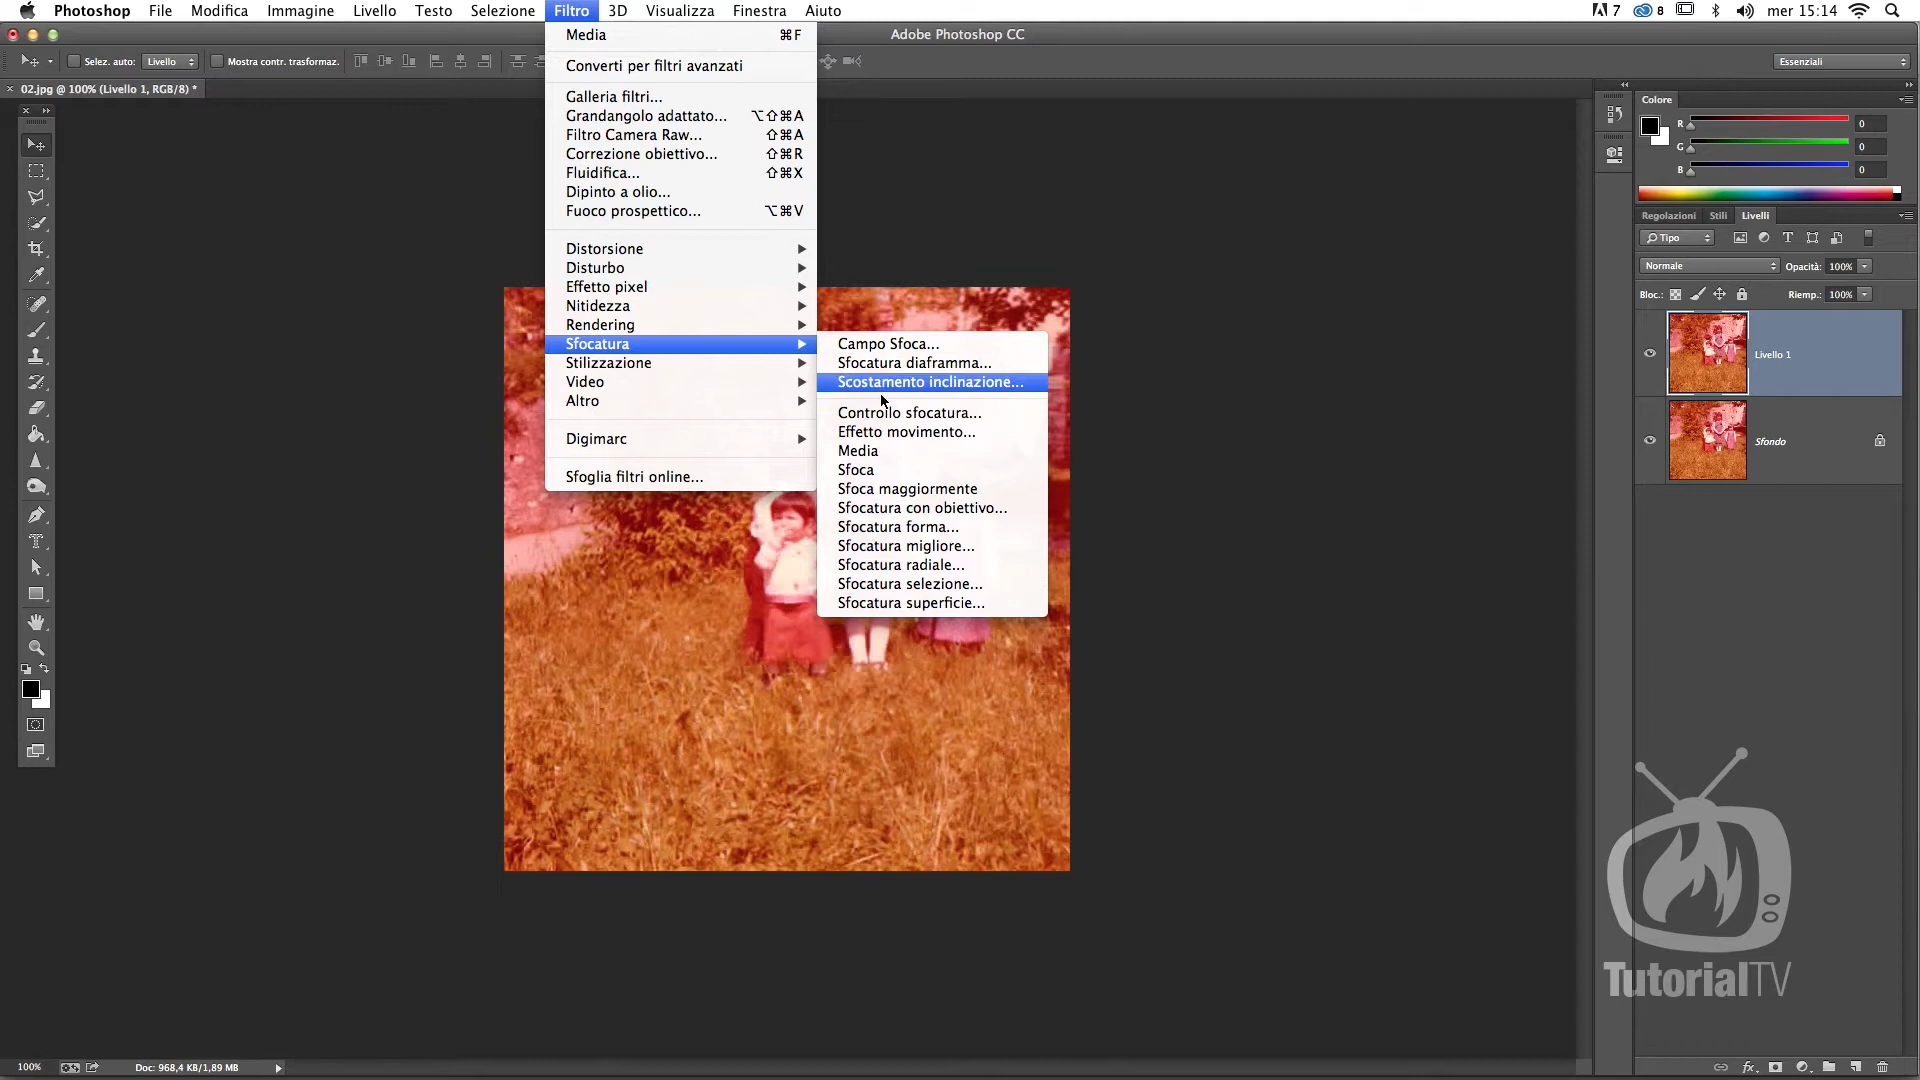 Photoshop File Modifica Immagine Livello Testo Selezione Filtro 3D Visualizza Finestra Aiuto 7 8 mer 15:14
Adobe Photoshop CC
Selez. auto: Livello Mostra contr. trasformaz. Essenziali
02.jpg @ 100% (Livello 1, RGB/8) *
Media ⌘F
Converti per filtri avanzati
Galleria filtri...
Grandangolo adattato... ⌥⇧⌘A
Filtro Camera Raw... ⇧⌘A
Correzione obiettivo... ⇧⌘R
Fluidifica... ⇧⌘X
Dipinto a olio...
Fuoco prospettico... ⌥⌘V
Distorsione
Disturbo
Effetto pixel
Nitidezza
Rendering
Sfocatura
Stilizzazione
Video
Altro
Digimarc
Sfoglia filtri online...
Campo Sfoca...
Sfocatura diaframma...
Scostamento inclinazione...
Controllo sfocatura...
Effetto movimento...
Media
Sfoca
Sfoca maggiormente
Sfocatura con obiettivo...
Sfocatura forma...
Sfocatura migliore...
Sfocatura radiale...
Sfocatura selezione...
Sfocatura superficie...
Colore
R 0
G 0
B 0
Regolazioni Stili Livelli
Tipo
Normale Opacità: 100%
Bloc.: Riemp.: 100%
Livello 1
Sfondo
TutorialTV
100% Doc: 968,4 KB/1,89 MB